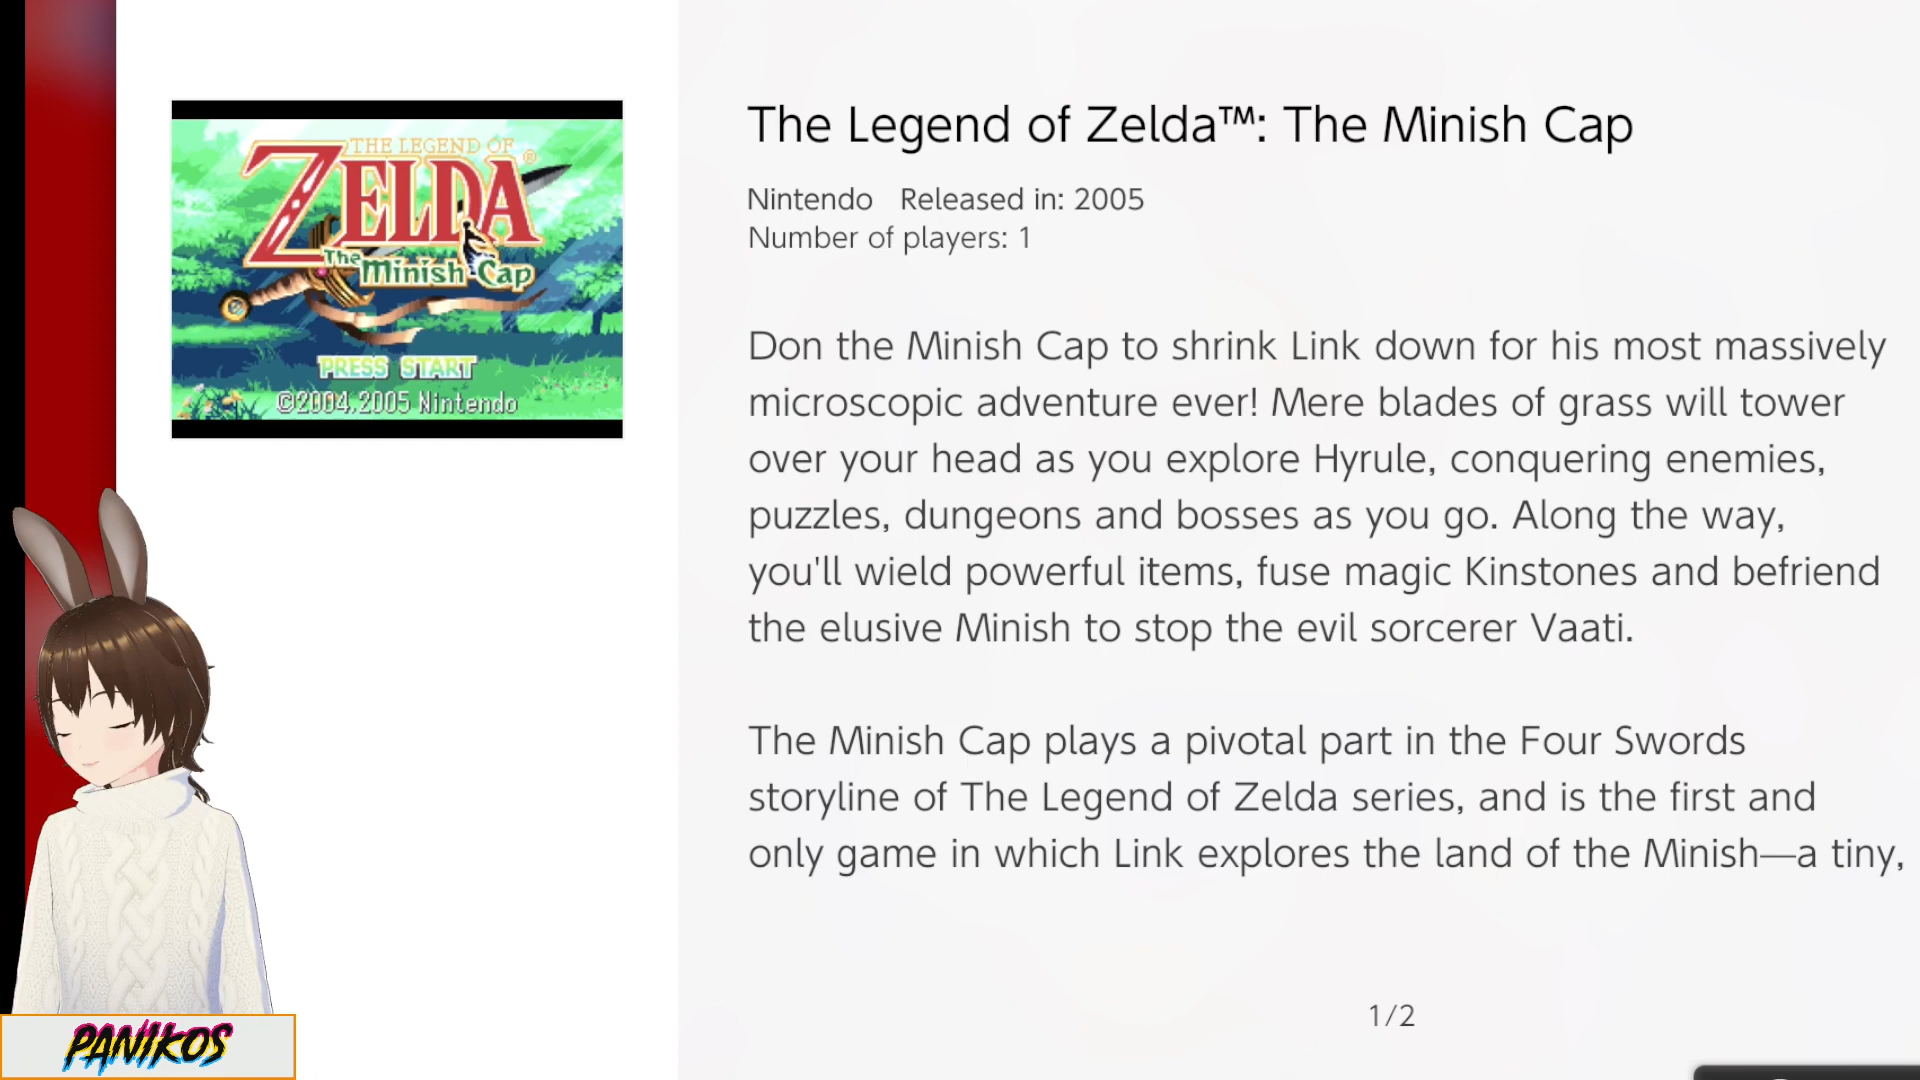 THE LEGEND OF
ZELDA®
The Minish Cap
PRESS START
©2004,2005 Nintendo
The Legend of Zelda™: The Minish Cap
Nintendo Released in: 2005
Number of players: 1
Don the Minish Cap to shrink Link down for his most massively
microscopic adventure ever! Mere blades of grass will tower
over your head as you explore Hyrule, conquering enemies,
puzzles, dungeons and bosses as you go. Along the way,
you'll wield powerful items, fuse magic Kinstones and befriend
the elusive Minish to stop the evil sorcerer Vaati.
The Minish Cap plays a pivotal part in the Four Swords
storyline of The Legend of Zelda series, and is the first and
only game in which Link explores the land of the Minish—a tiny,
1/2
PANIKOS